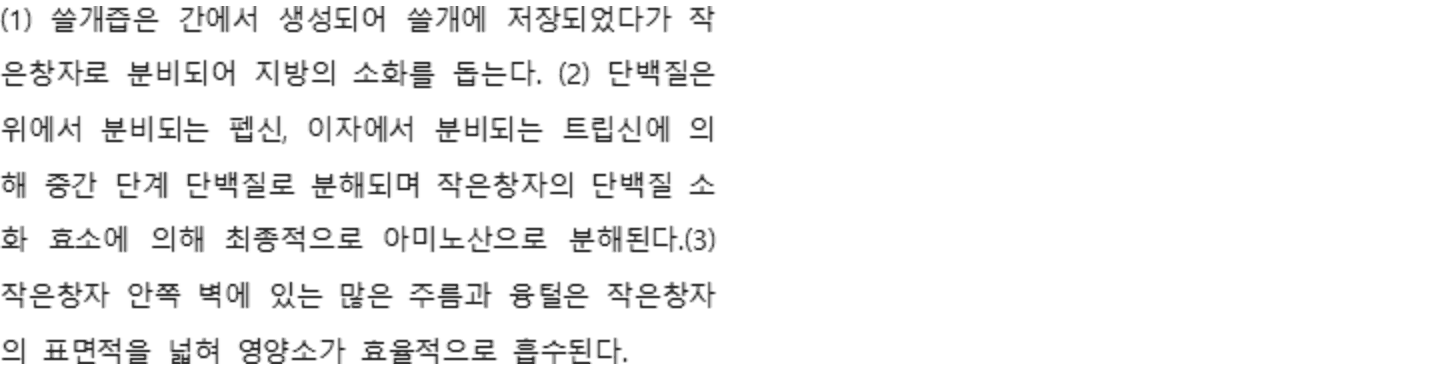 (1) 쓸개즙은 간에서 생성되어 쓸개에 저장되었다가 작
은창자로 분비되어 지방의 소화를 돕는다. (2) 단백질은
위에서 분비되는 펩신, 이자에서 분비되는 트립신에 의
해 중간 단계 단백질로 분해되며 작은창자의 단백질 소
화 효소에 의해 최종적으로 아미노산으로 분해된다.(3)
작은창자 안쪽 벽에 있는 많은 주름과 융털은 작은창자
의 표면적을 넓혀 영양소가 효율적으로 흡수된다.